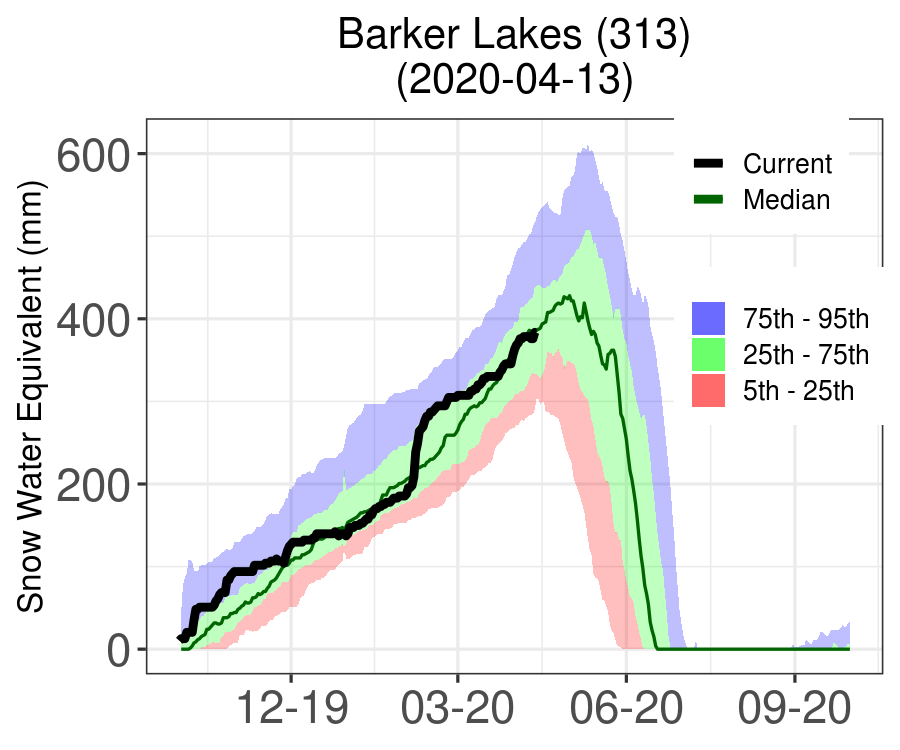 Barker Lakes (313)
(2020-04-13)
Snow Water Equivalent (mm)
600
400
200
0
12-19
03-20
06-20
09-20
Current
Median
75th - 95th
25th - 75th
5th - 25th